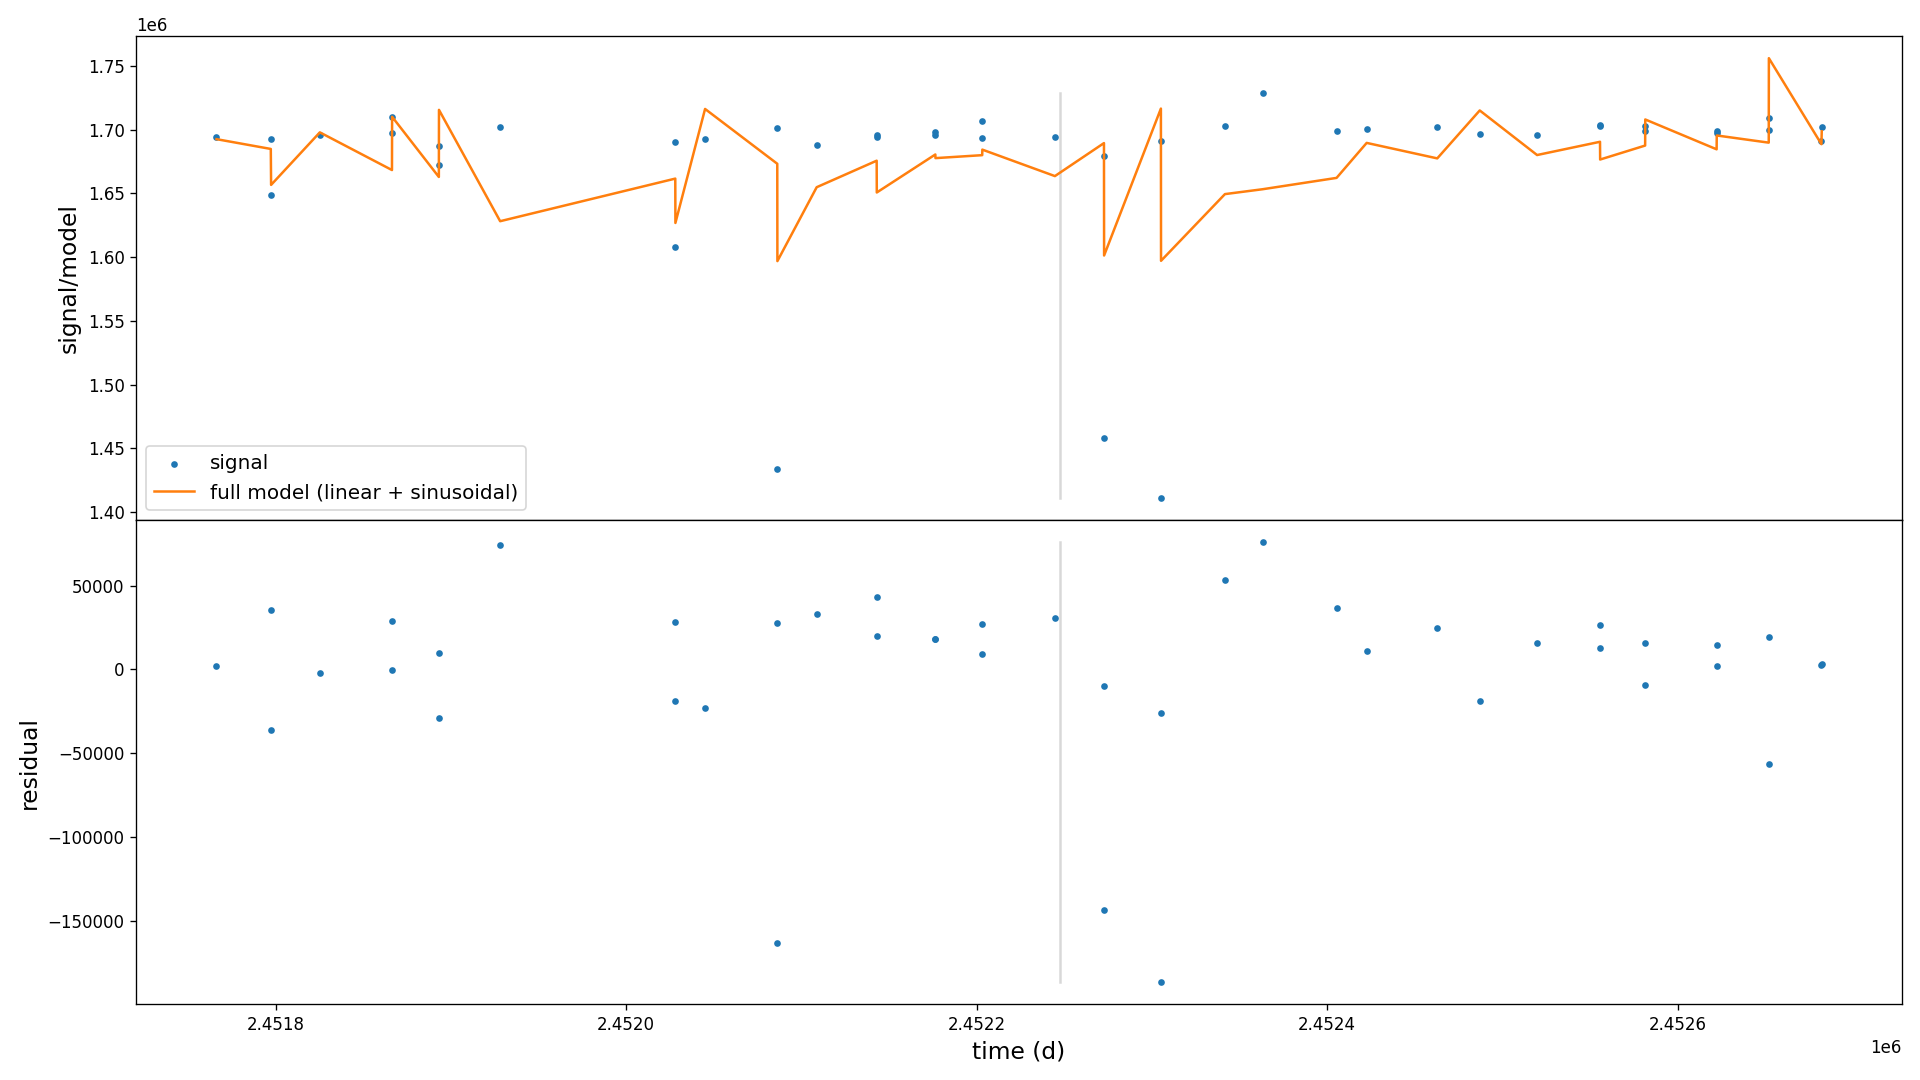 1e6
signal/model
1.75
1.70
1.65
1.60
1.55
1.50
1.45
1.40
signal
full model (linear + sinusoidal)
residual
50000
0
−50000
−100000
−150000
2.4518
2.4520
2.4522
2.4524
2.4526
time (d)
1e6